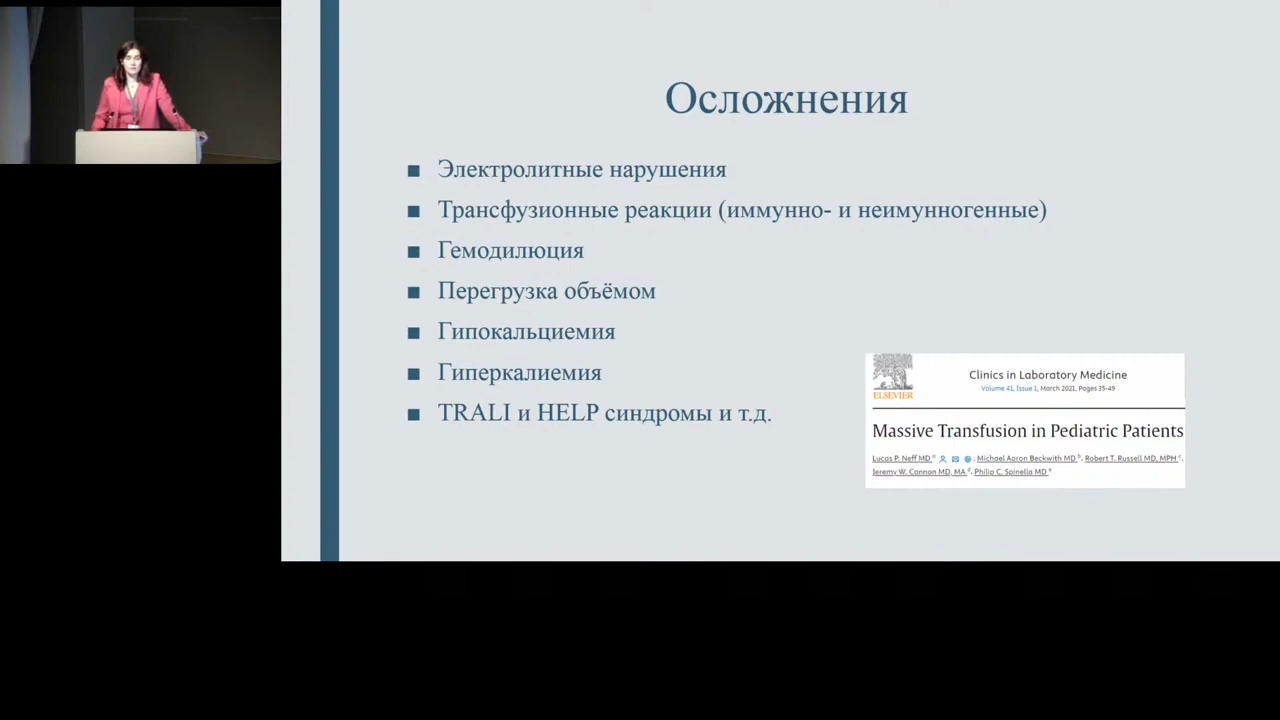 Осложнения
Электролитные нарушения
Трансфузионные реакции (иммунно- и неимунногенные)
Гемодилюция
Перегрузка объёмом
Гипокальциемия
Гиперкалиемия
TRALI и HELP синдромы и т.д.
ELSEVIER
Clinics in Laboratory Medicine
Volume 41, Issue 1, March 2021, Pages 35-49
Massive Transfusion in Pediatric Patients
Lucas P. Neff MD a, Michael Aaron Beckwith MD b, Robert T. Russell MD, MPH c,
Jeremy W. Cannon MD, MA d, Philip C. Spinella MD e